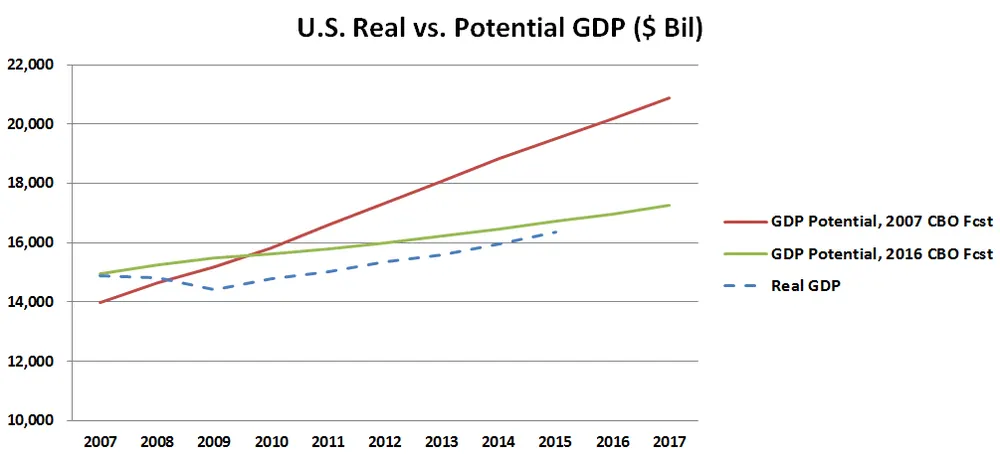 U.S. Real vs. Potential GDP ($ Bil)
22,000
20,000
18,000
16,000
14,000
12,000
10,000
2007 2008 2009 2010 2011 2012 2013 2014 2015 2016 2017
GDP Potential, 2007 CBO Fcst
GDP Potential, 2016 CBO Fcst
Real GDP